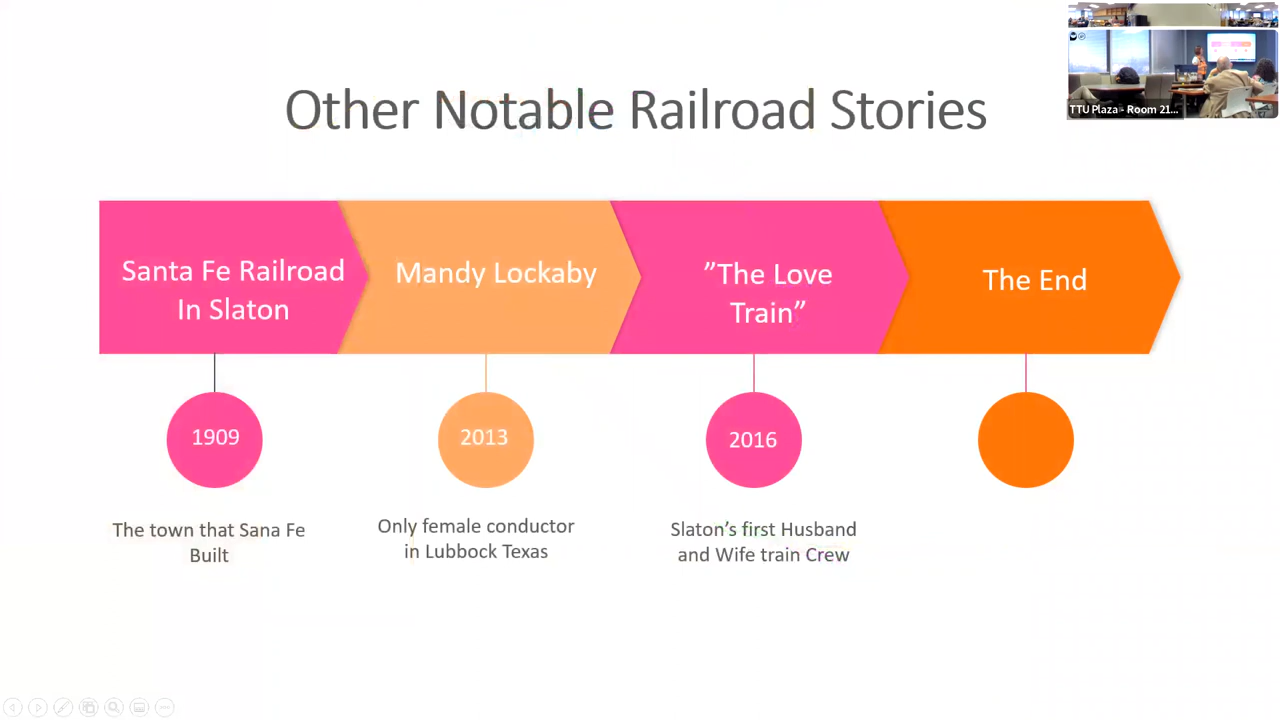 TTU Plaza - Room 21...
Other Notable Railroad Stories
Santa Fe Railroad
In Slaton
Mandy Lockaby
”The Love
Train”
The End
1909
2013
2016
The town that Sana Fe
Built
Only female conductor
in Lubbock Texas
Slaton’s first Husband
and Wife train Crew